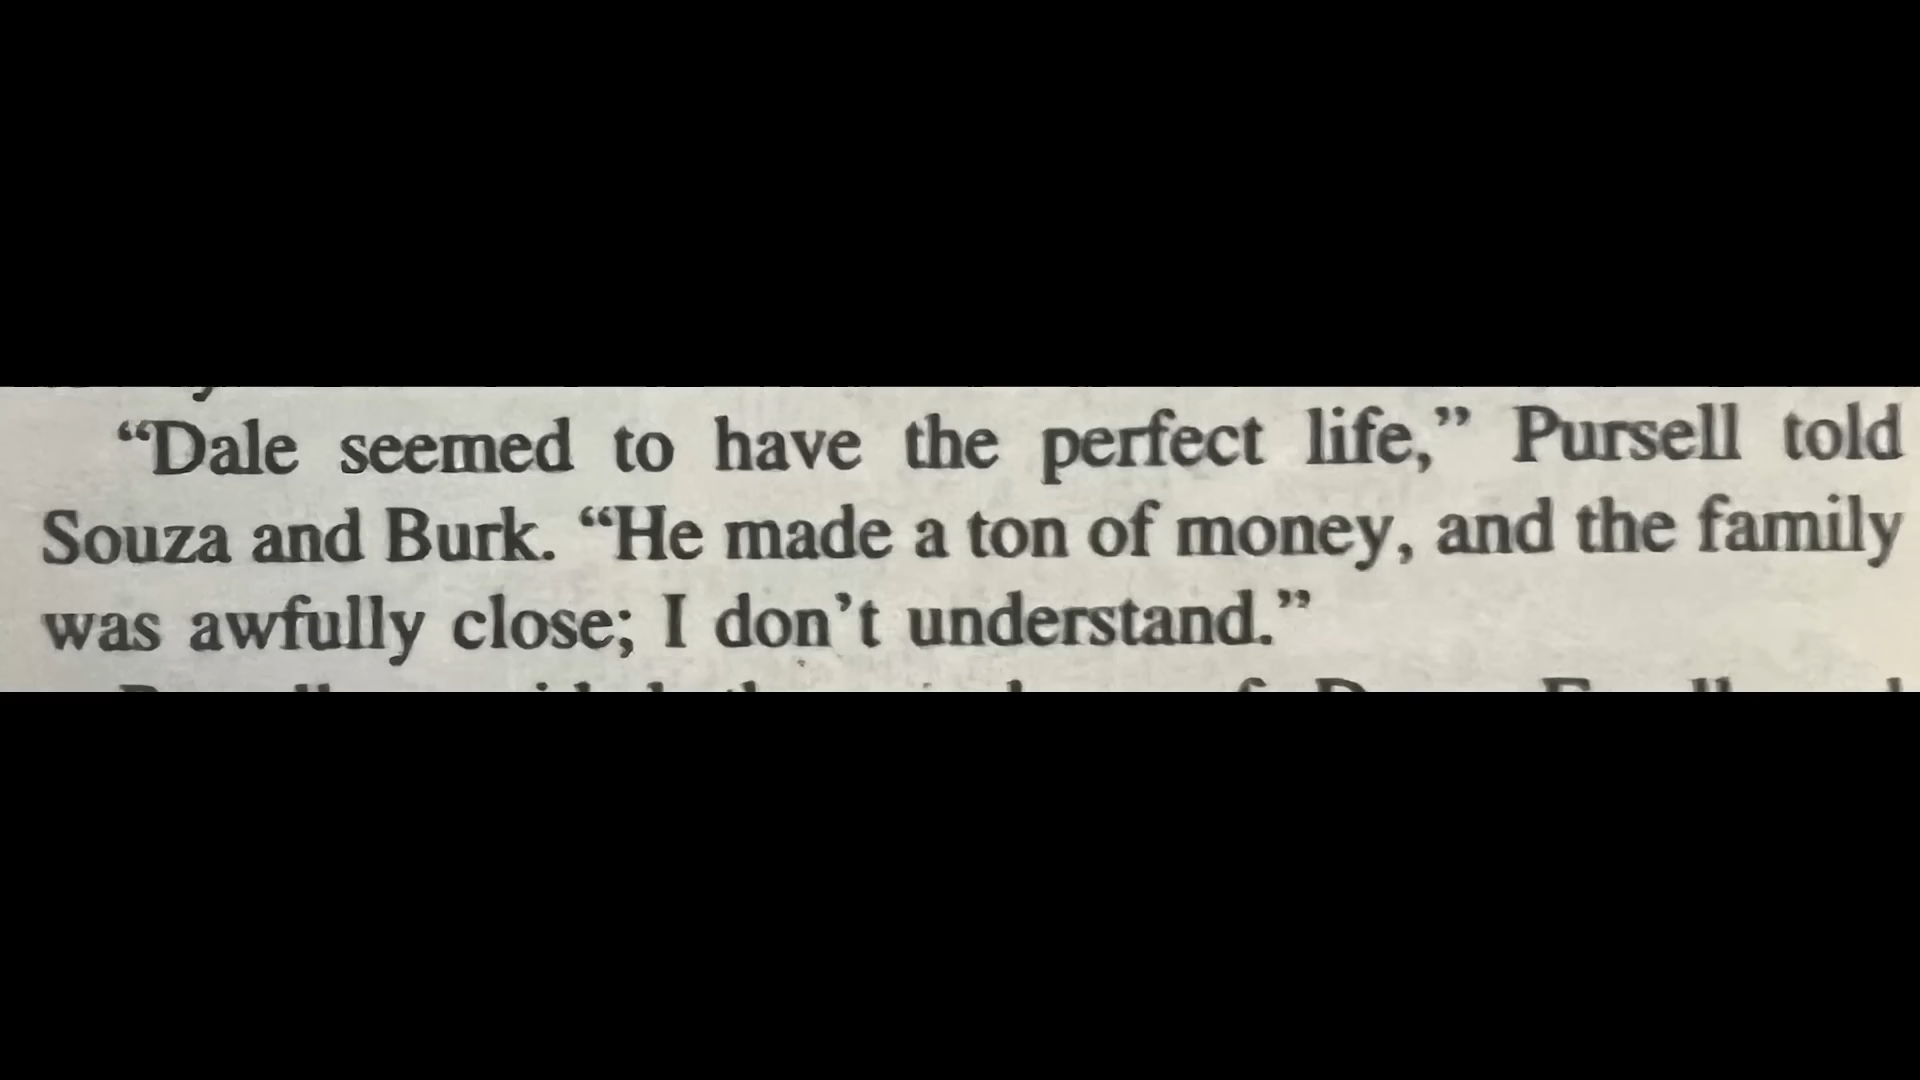 “Dale seemed to have the perfect life,” Pursell told
Souza and Burk. “He made a ton of money, and the family
was awfully close; I don’t understand.”